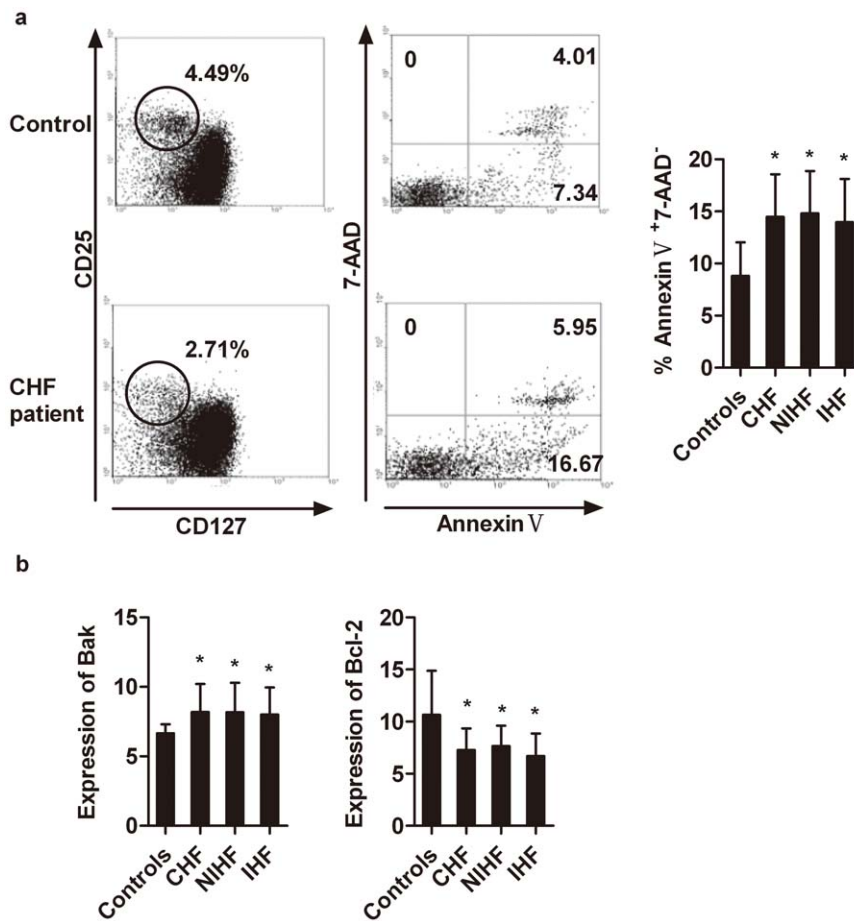 a
Control
CHF
patient
CD25
4.49%
2.71%
CD127
7-AAD
0
4.01
7.34
0
5.95
16.67
Annexin V
% Annexin V +7-AAD-
20
15
10
5
0
* * *
Controls
CHF
NIHF
IHF
b
Expression of Bak
15
10
5
0
* * *
Controls
CHF
NIHF
IHF
Expression of Bcl-2
20
15
10
5
0
* * *
Controls
CHF
NIHF
IHF